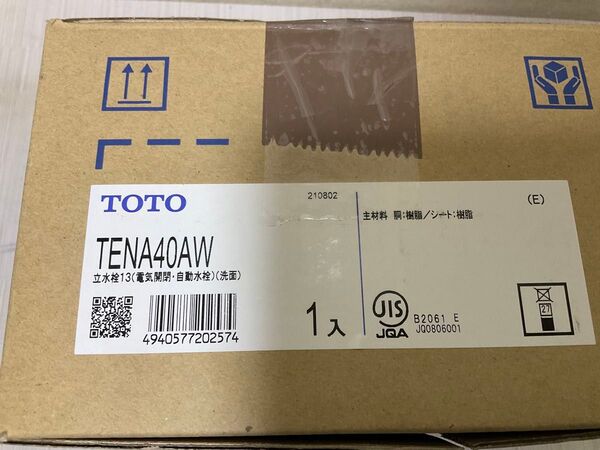 TOTO
210802
主材料 胴:樹脂/シート:樹脂
(E)
TENA40AW
立水栓13(電気開閉・自動水栓)(洗面)
4940577202574
1入
JIS
JQA
B2061 E
JQ0806001
27